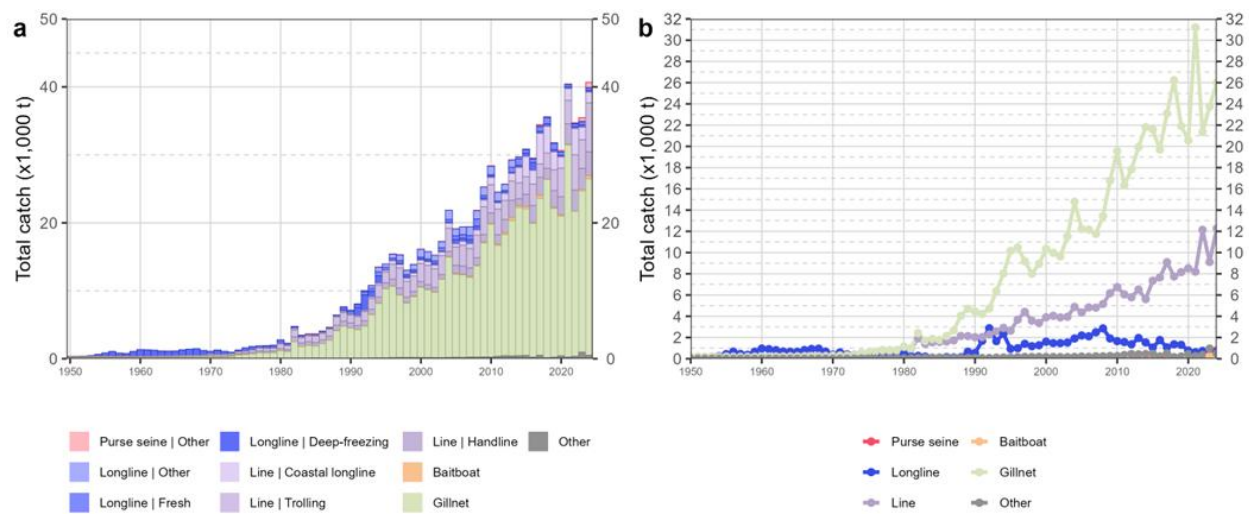 a
Total catch (x1,000 t)
50
40
20
0
50
40
20
0
1950 1960 1970 1980 1990 2000 2010 2020
Purse seine | Other
Longline | Deep-freezing
Line | Handline
Other
Longline | Other
Line | Coastal longline
Baitboat
Longline | Fresh
Line | Trolling
Gillnet
b
Total catch (x1,000 t)
32
30
28
26
24
22
20
18
16
14
12
10
8
6
4
2
0
32
30
28
26
24
22
20
18
16
14
12
10
8
6
4
2
0
1950 1960 1970 1980 1990 2000 2010 2020
Purse seine
Baitboat
Longline
Gillnet
Line
Other